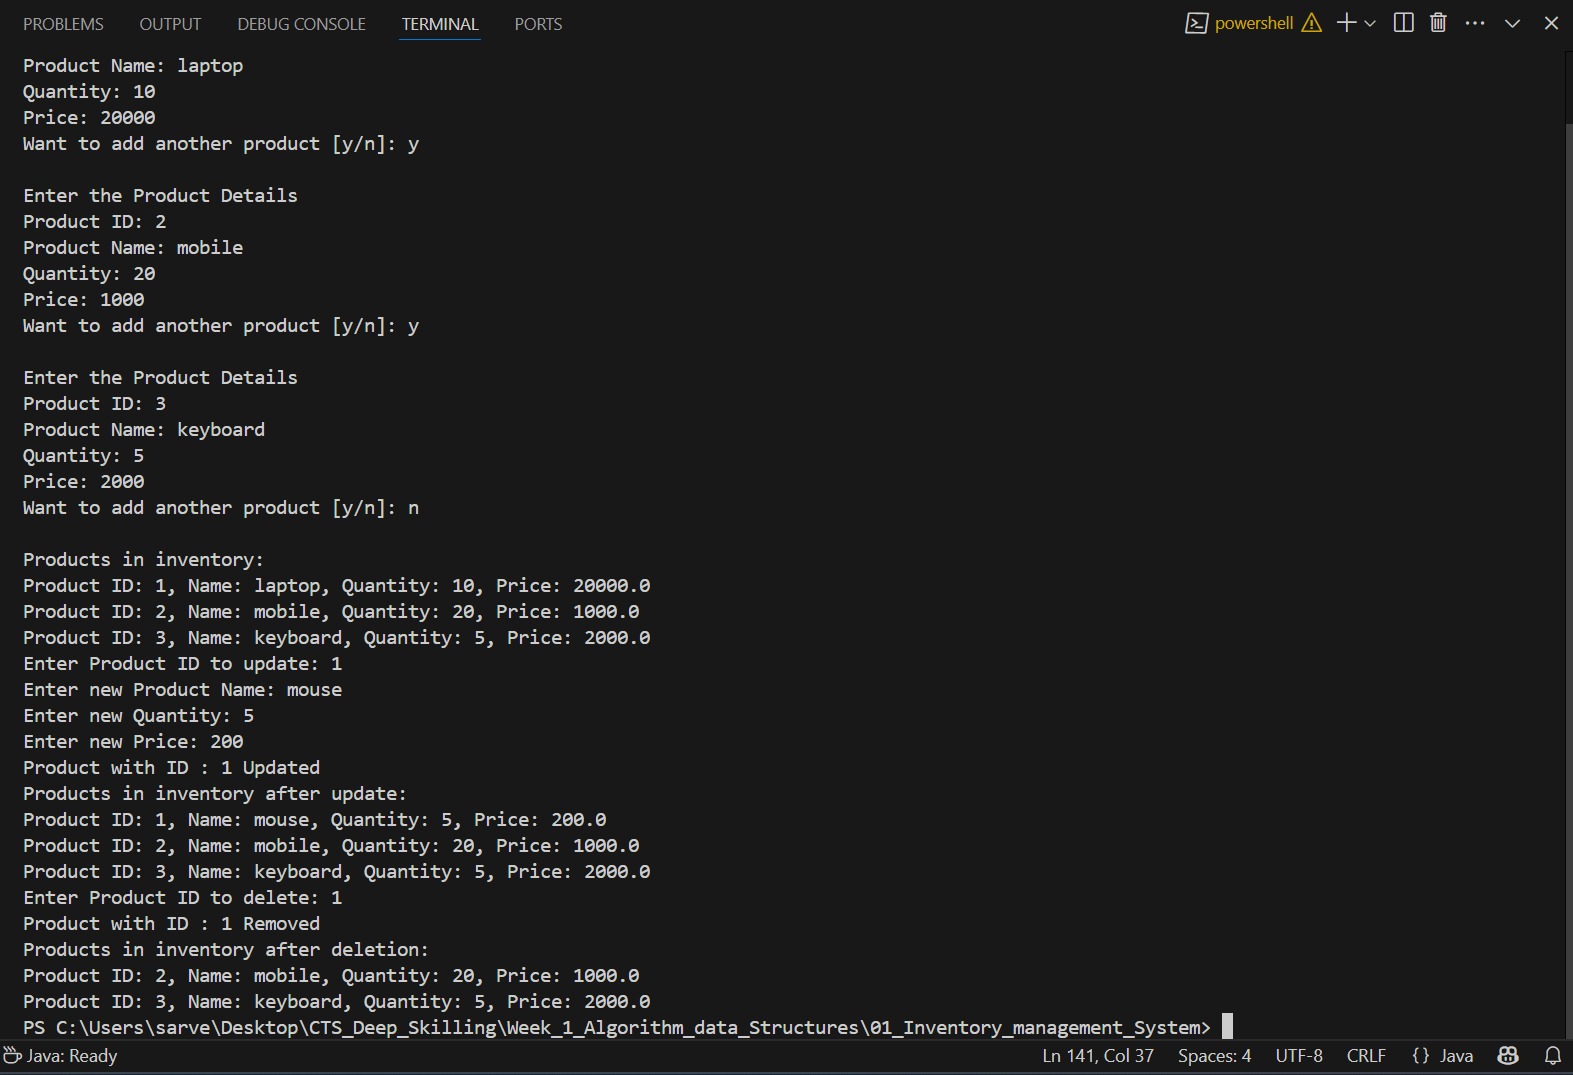 PROBLEMS OUTPUT DEBUG CONSOLE TERMINAL PORTS powershell
Product Name: laptop
Quantity: 10
Price: 20000
Want to add another product [y/n]: y
Enter the Product Details
Product ID: 2
Product Name: mobile
Quantity: 20
Price: 1000
Want to add another product [y/n]: y
Enter the Product Details
Product ID: 3
Product Name: keyboard
Quantity: 5
Price: 2000
Want to add another product [y/n]: n
Products in inventory:
Product ID: 1, Name: laptop, Quantity: 10, Price: 20000.0
Product ID: 2, Name: mobile, Quantity: 20, Price: 1000.0
Product ID: 3, Name: keyboard, Quantity: 5, Price: 2000.0
Enter Product ID to update: 1
Enter new Product Name: mouse
Enter new Quantity: 5
Enter new Price: 200
Product with ID : 1 Updated
Products in inventory after update:
Product ID: 1, Name: mouse, Quantity: 5, Price: 200.0
Product ID: 2, Name: mobile, Quantity: 20, Price: 1000.0
Product ID: 3, Name: keyboard, Quantity: 5, Price: 2000.0
Enter Product ID to delete: 1
Product with ID : 1 Removed
Products in inventory after deletion:
Product ID: 2, Name: mobile, Quantity: 20, Price: 1000.0
Product ID: 3, Name: keyboard, Quantity: 5, Price: 2000.0
PS C:\Users\sarve\Desktop\CTS_Deep_Skilling\Week_1_Algorithm_data_Structures\01_Inventory_management_System>
Java: Ready Ln 141, Col 37 Spaces: 4 UTF-8 CRLF {} Java